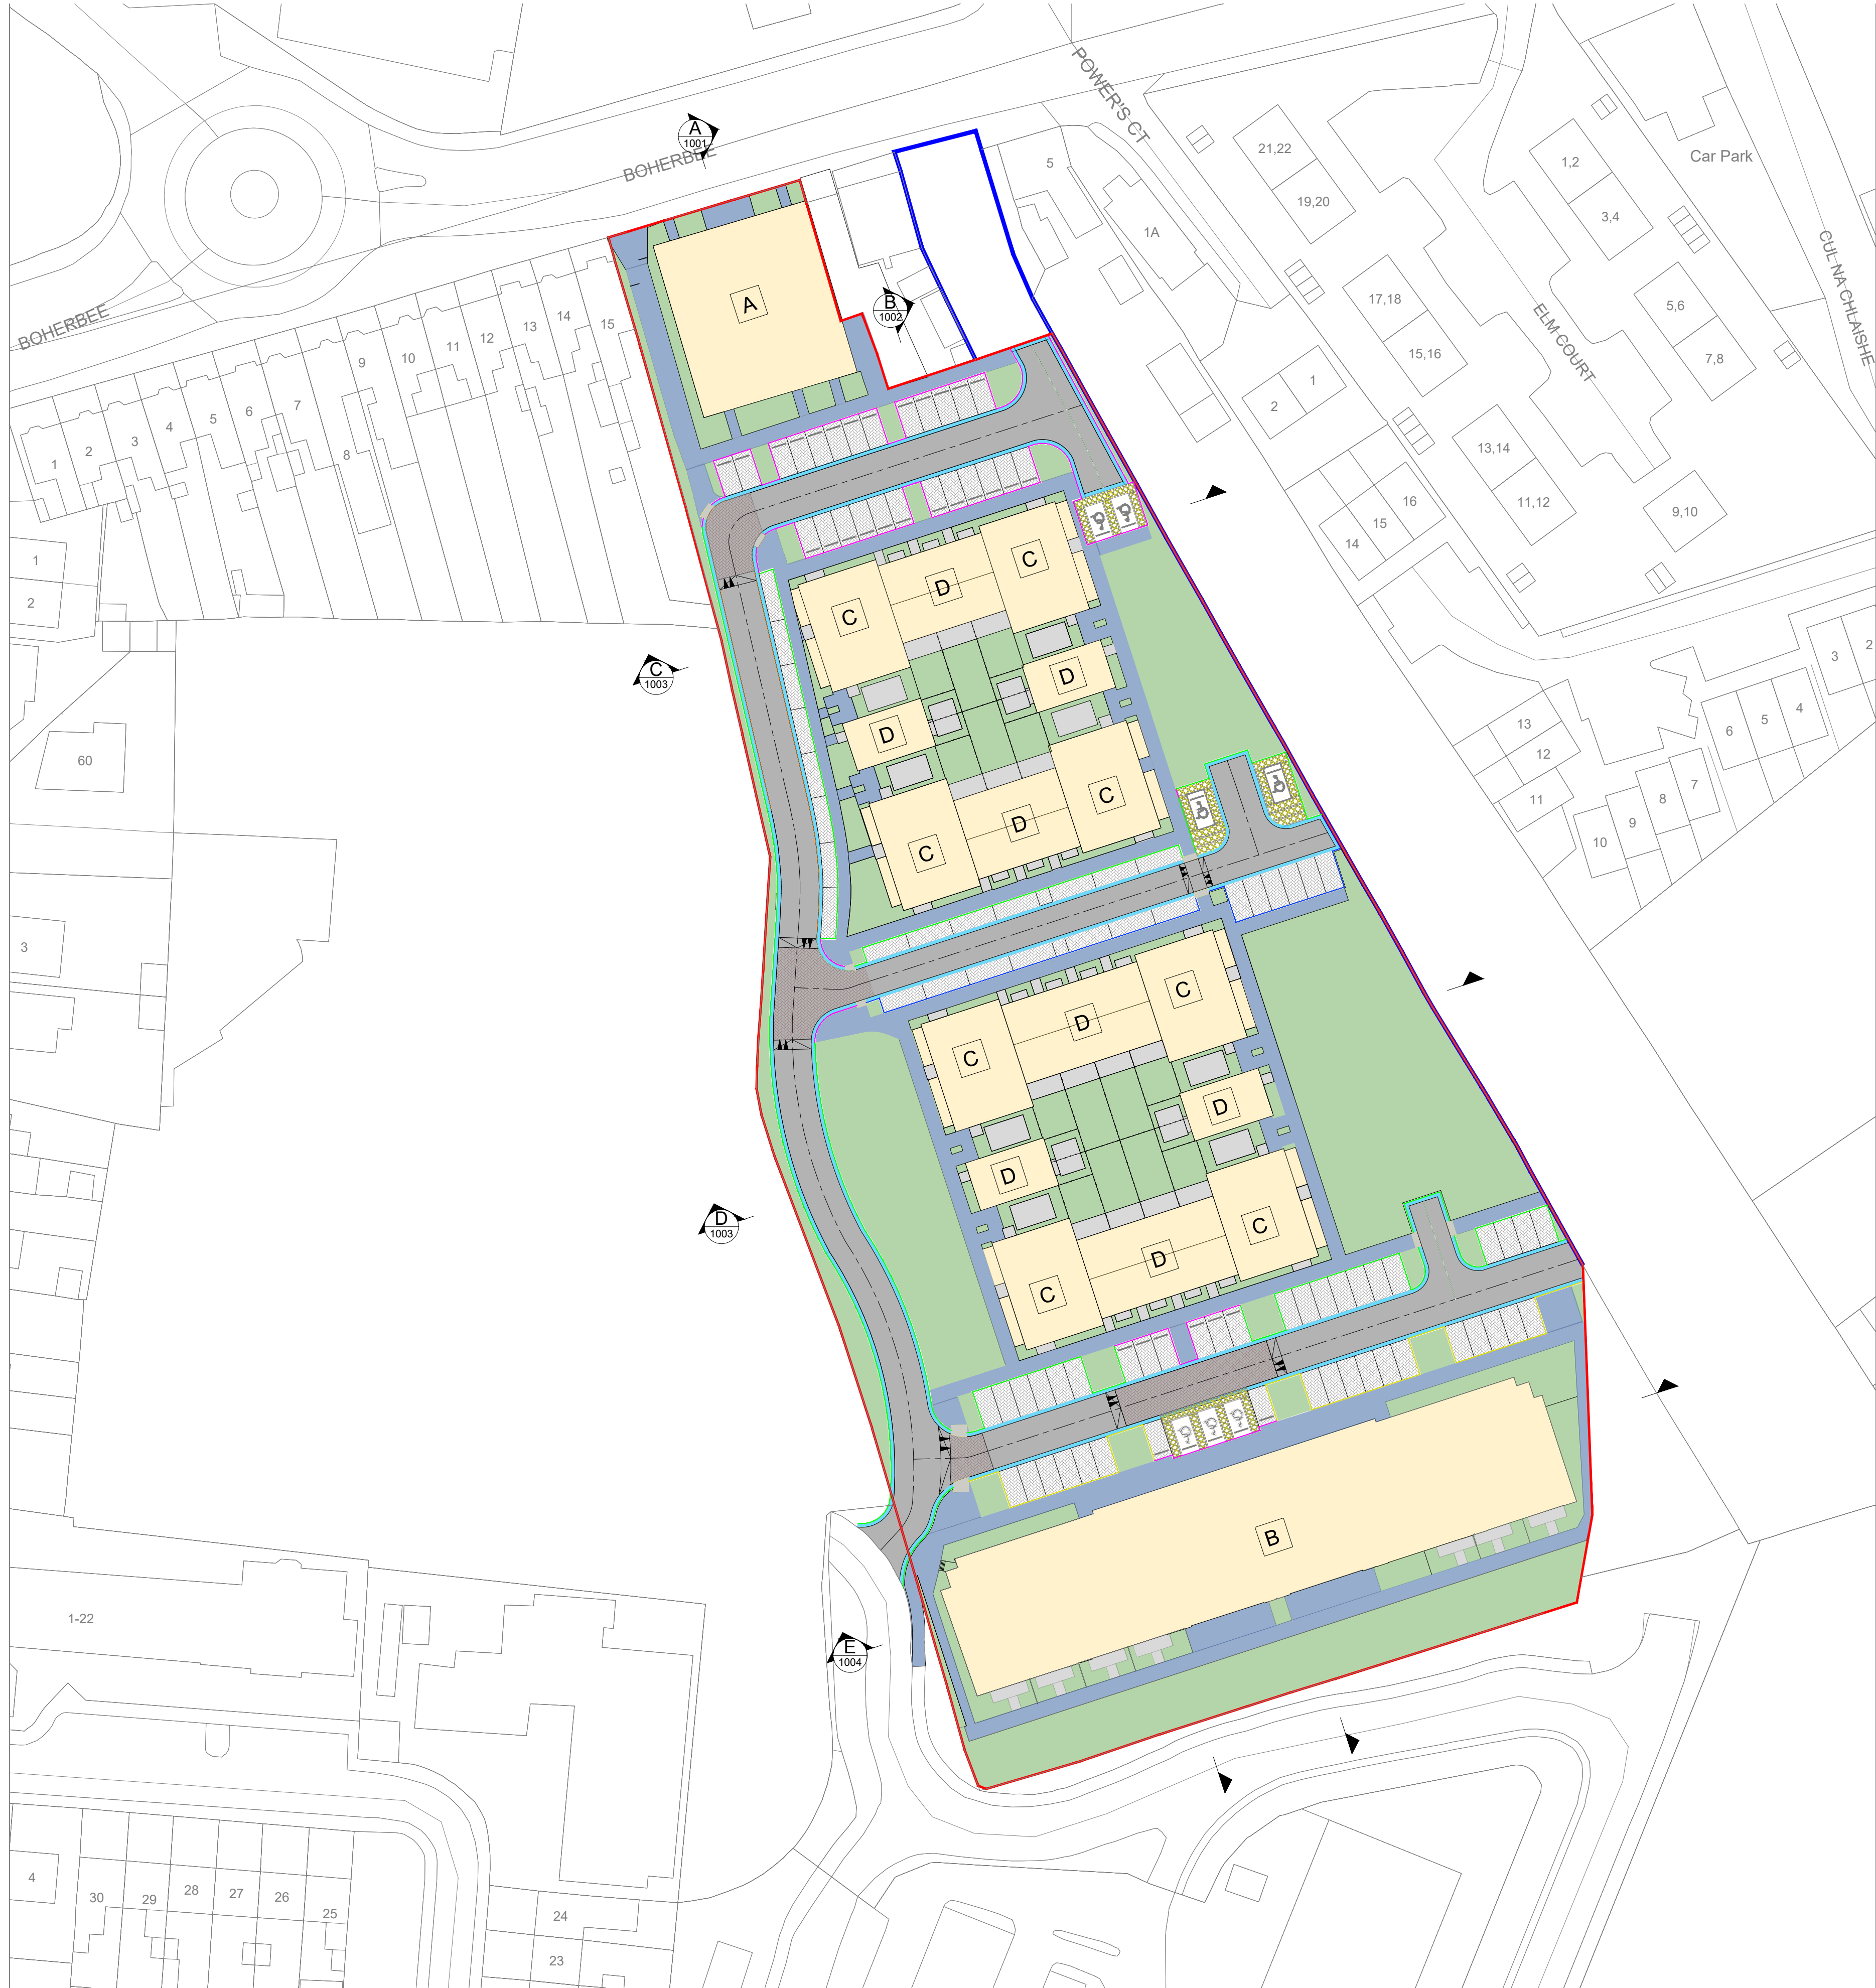 POWER'S CT
A
1001
BOHERBEE
5
21,22
1,2
Car Park
19,20
3,4
1A
CUL NA CHLAISHE
17,18
ELM COURT
5,6
A
B
1002
BOHERBEE
15
14
13
12
11
10
9
8
7
6
5
4
3
2
1
15,16
7,8
1
2
13,14
11,12
9,10
16
15
14
1
2
C
D
C
C
1003
D
D
2
3
4
5
6
13
12
11
7
8
9
10
60
D
C
C
3
C
D
C
D
D
D
1003
C
D
C
B
1-22
E
1004
4
30
29
28
27
26
25
24
23